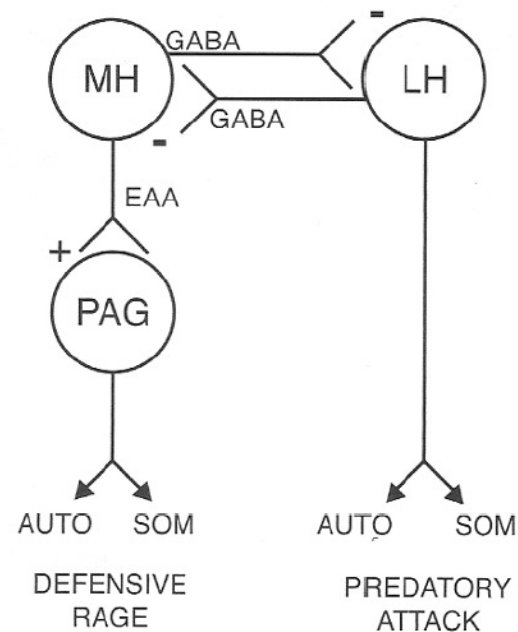 GABA
-
MH
LH
GABA
-
EAA
+
PAG
AUTO SOM
AUTO SOM
DEFENSIVE
RAGE
PREDATORY
ATTACK